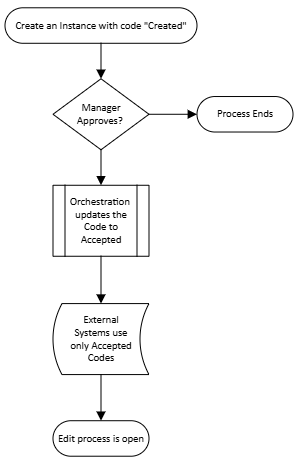 Create an Instance with code "Created"
Manager
Approves?
Process Ends
Orchestration
updates the
Code to
Accepted
External
Systems use
only Accepted
Codes
Edit process is open